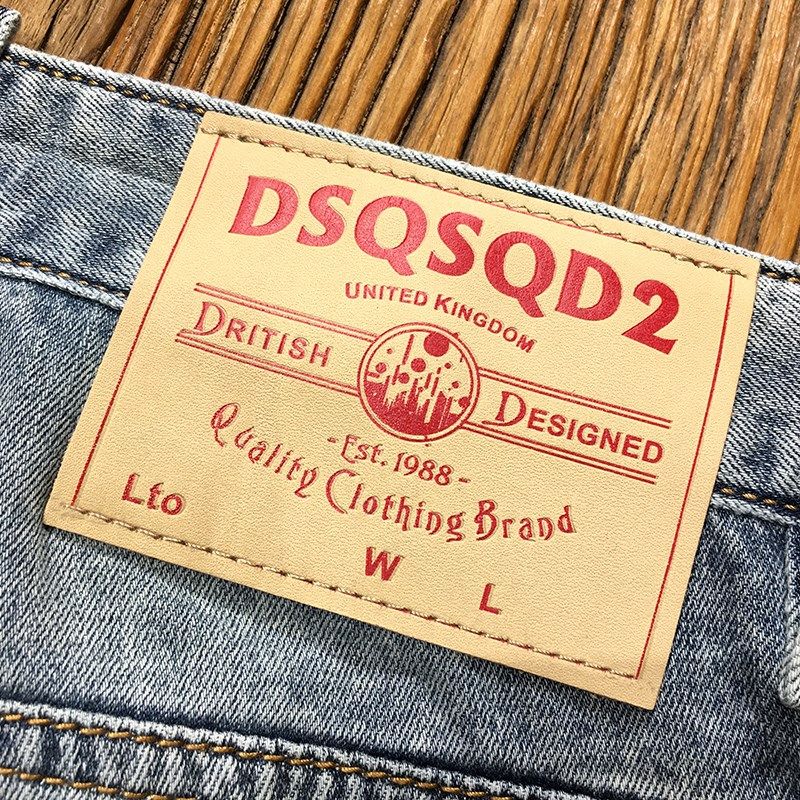 DSQSQD2
UNITED KINGDOM
DRITISH DESIGNED
- Est. 1988 -
Quality Clothing Brand
Lto W L